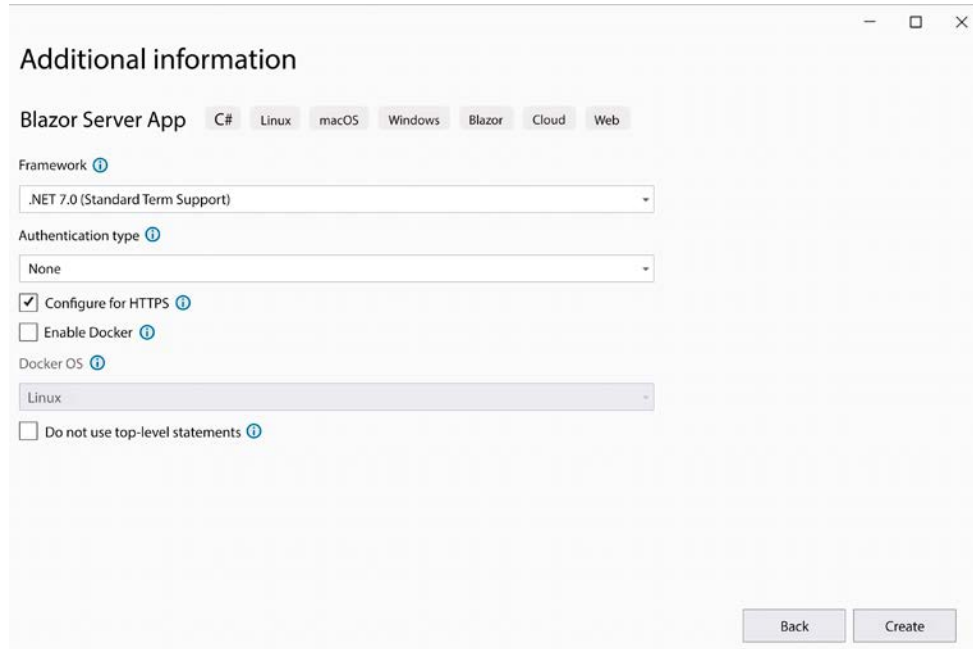 Additional information
Blazor Server App C# Linux macOS Windows Blazor Cloud Web
Framework
.NET 7.0 (Standard Term Support)
Authentication type
None
Configure for HTTPS
Enable Docker
Docker OS
Linux
Do not use top-level statements
Back Create